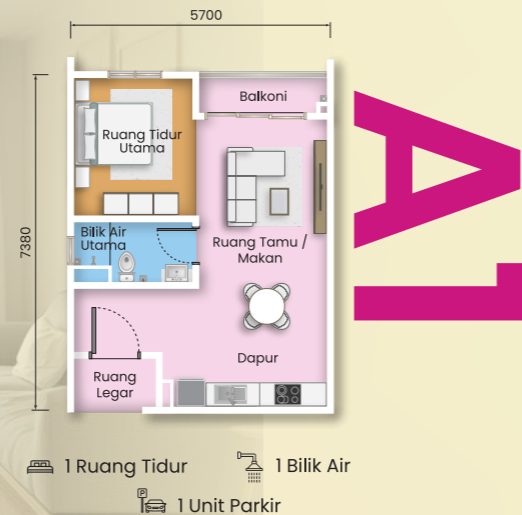 5700
7380
Balkoni
Ruang Tidur
Utama
Bilik Air
Utama
Ruang Tamu /
Makan
Dapur
Ruang
Legar
A1
1 Ruang Tidur
1 Bilik Air
P
1 Unit Parkir